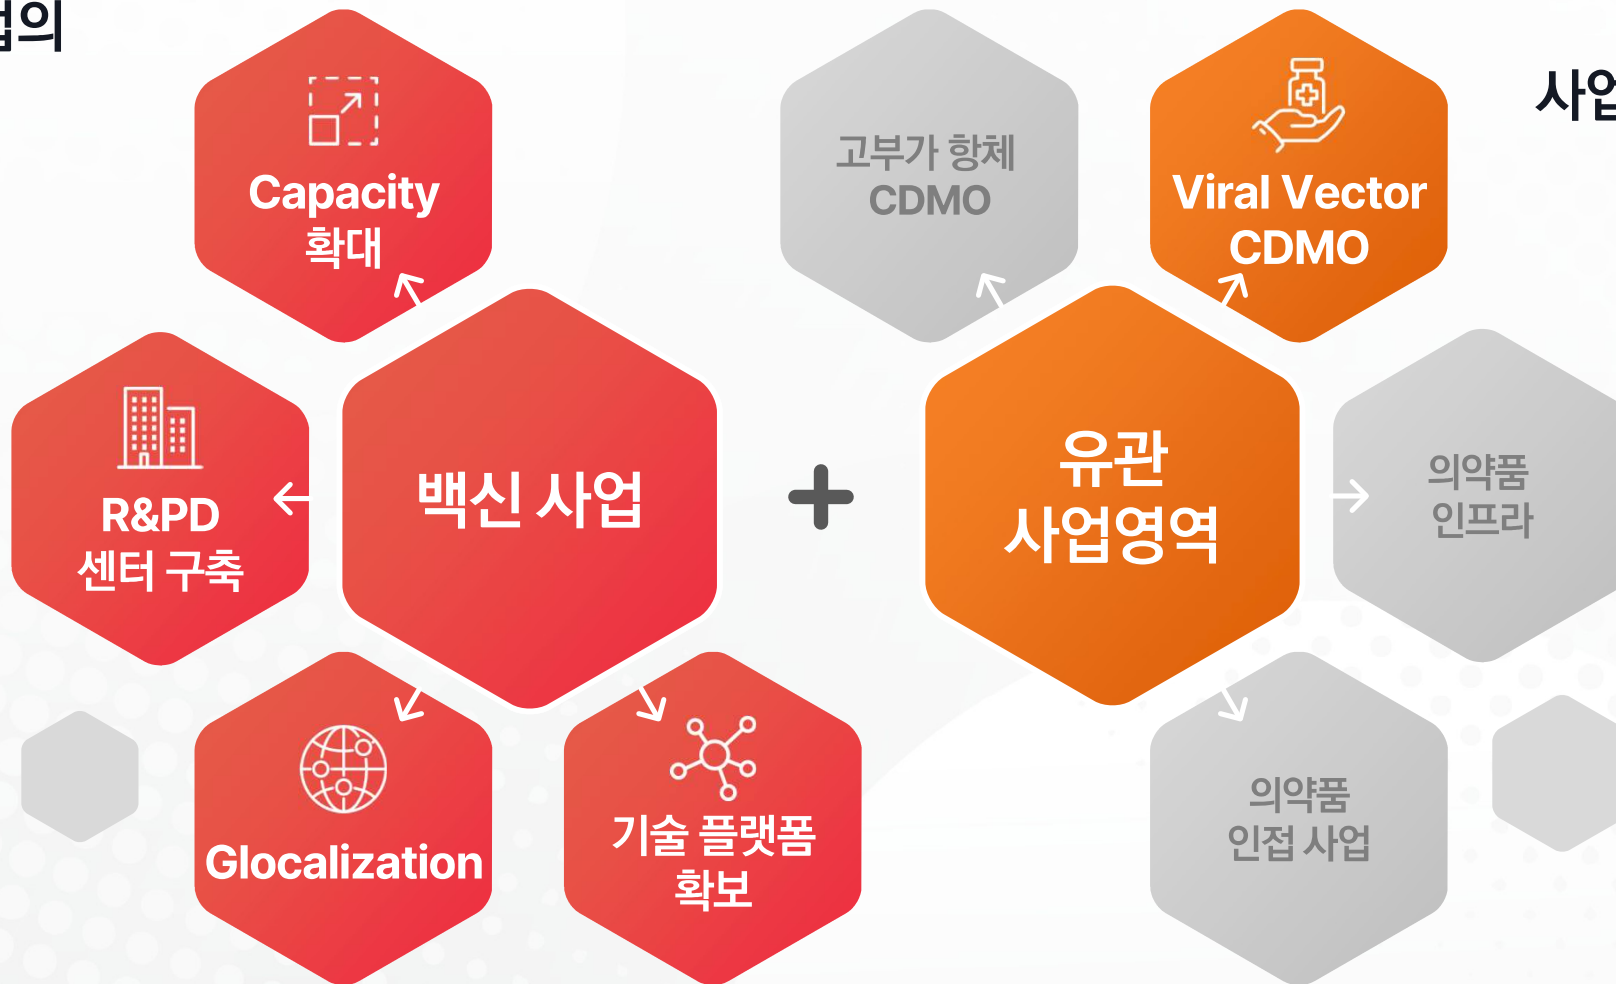 Capacity
확대
R&PD
센터 구축
백신 사업
Glocalization
기술 플랫폼
확보
고부가 항체
CDMO
Viral Vector
CDMO
유관
사업영역
의약품
인프라
의약품
인접 사업